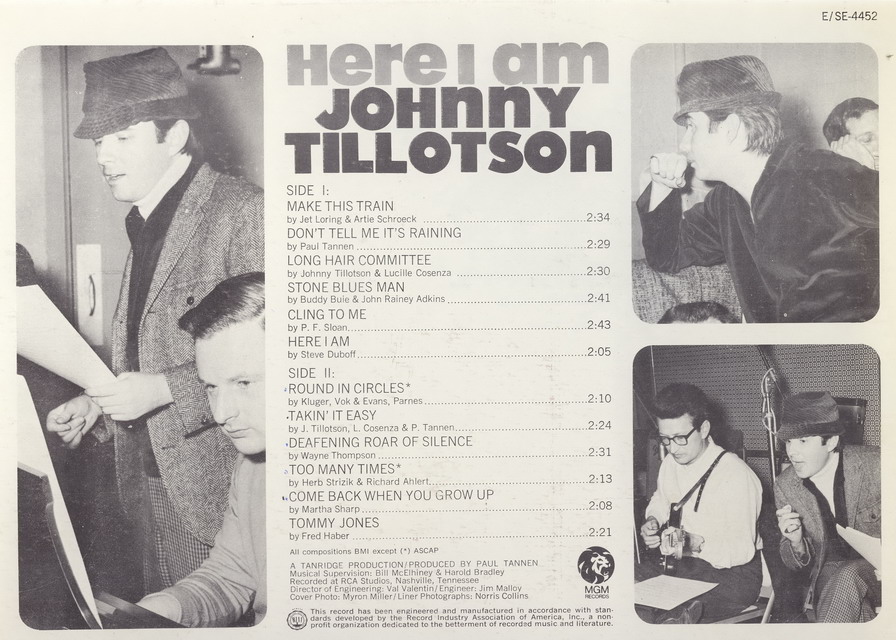 E/SE-4452
Here I am
JOHNNY
TILLOTSON
SIDE I:
MAKE THIS TRAIN
by Jet Loring & Artie Schroeck ........ 2:34
DON'T TELL ME IT'S RAINING
by Paul Tannen ........ 2:29
LONG HAIR COMMITTEE
by Johnny Tillotson & Lucille Cosenza ........ 2:30
STONE BLUES MAN
by Buddy Buie & John Rainey Adkins ........ 2:41
CLING TO ME
by P. F. Sloan ........ 2:43
HERE I AM
by Steve Duboff ........ 2:05
SIDE II:
ROUND IN CIRCLES*
by Kluger, Vok & Evans, Parnes ........ 2:10
TAKIN' IT EASY
by J. Tillotson, L. Cosenza & P. Tannen ........ 2:24
DEAFENING ROAR OF SILENCE
by Wayne Thompson ........ 2:31
TOO MANY TIMES*
by Herb Strizik & Richard Ahlert ........ 2:13
COME BACK WHEN YOU GROW UP
by Martha Sharp ........ 2:08
TOMMY JONES
by Fred Haber ........ 2:21
All compositions BMI except (*) ASCAP
A TANRIDGE PRODUCTION/PRODUCED BY PAUL TANNEN
Musical Supervision: Bill McElhiney & Harold Bradley
Recorded at RCA Studios, Nashville, Tennessee
Director of Engineering: Val Valentin/Engineer: Jim Malloy
Cover Photo: Myron Miller/Liner Photographs: Norris Collins
MGM
RECORDS
This record has been engineered and manufactured in accordance with stan-
dards developed by the Record Industry Association of America, Inc., a non-
profit organization dedicated to the betterment of recorded music and literature.